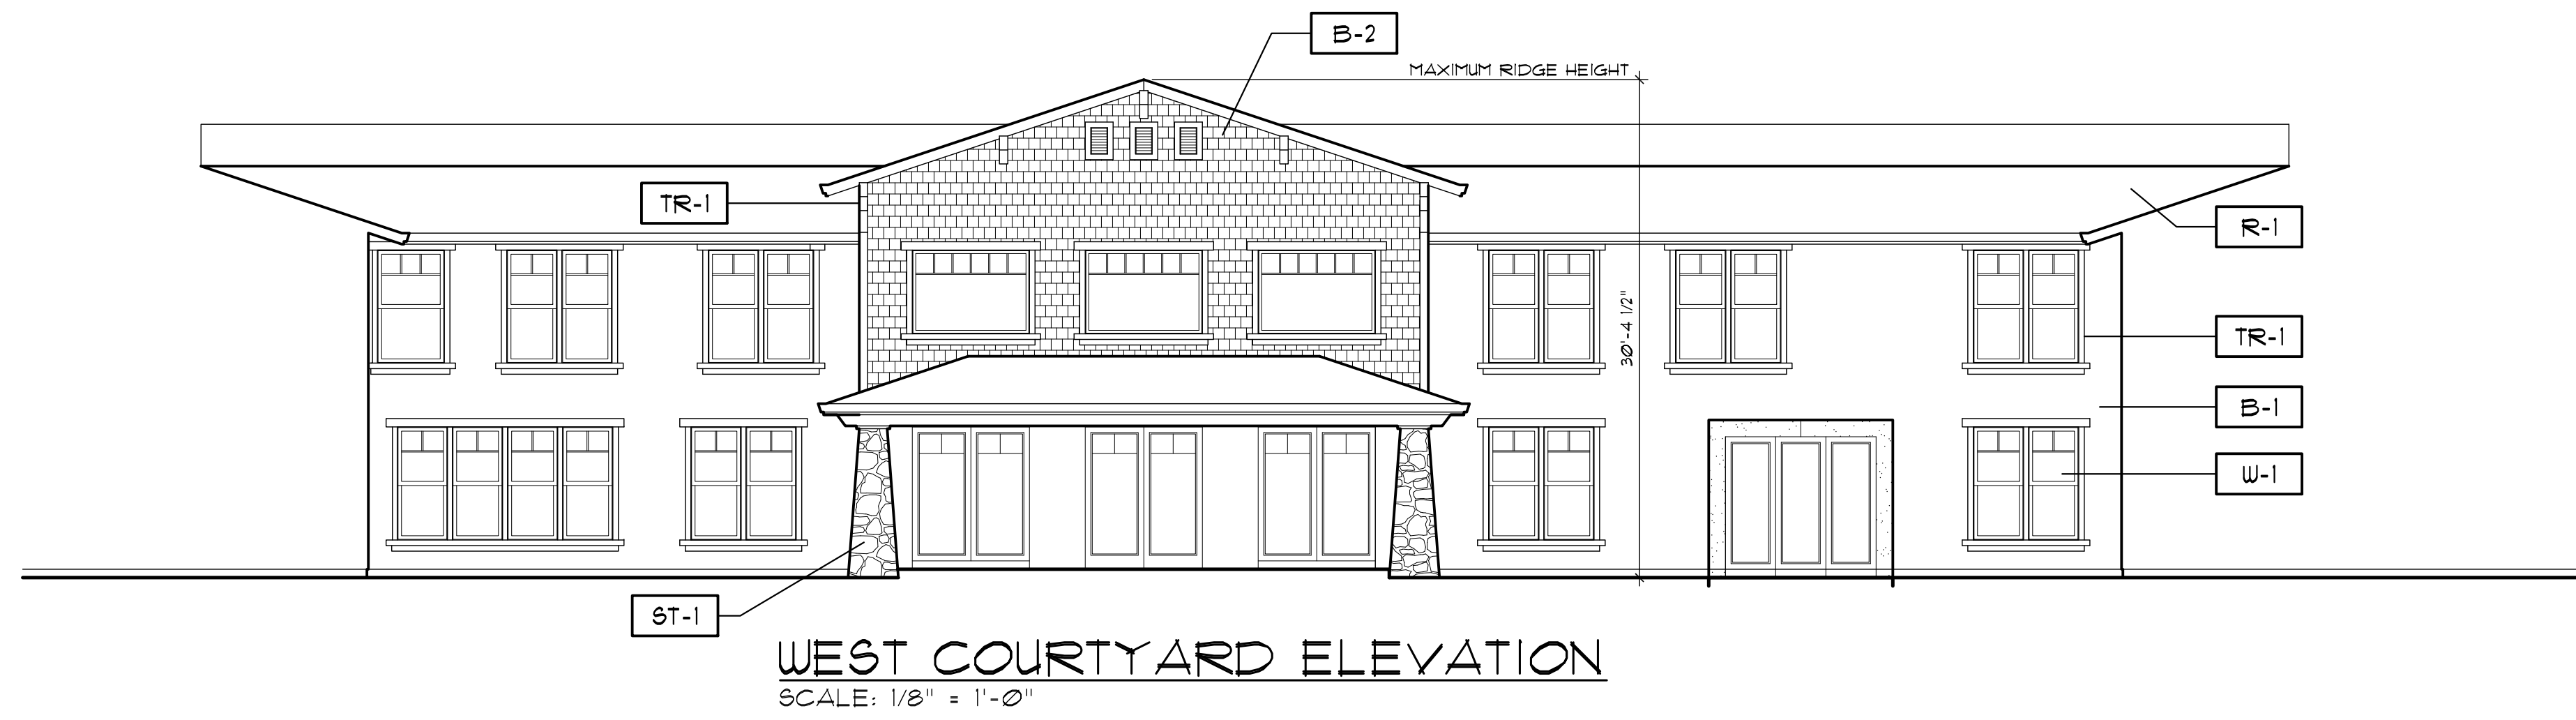 B-2
MAXIMUM RIDGE HEIGHT
TR-1
R-1
30'-4 1/2"
TR-1
B-1
W-1
ST-1
WEST COURTYARD ELEVATION
SCALE: 1/8" = 1'-0"